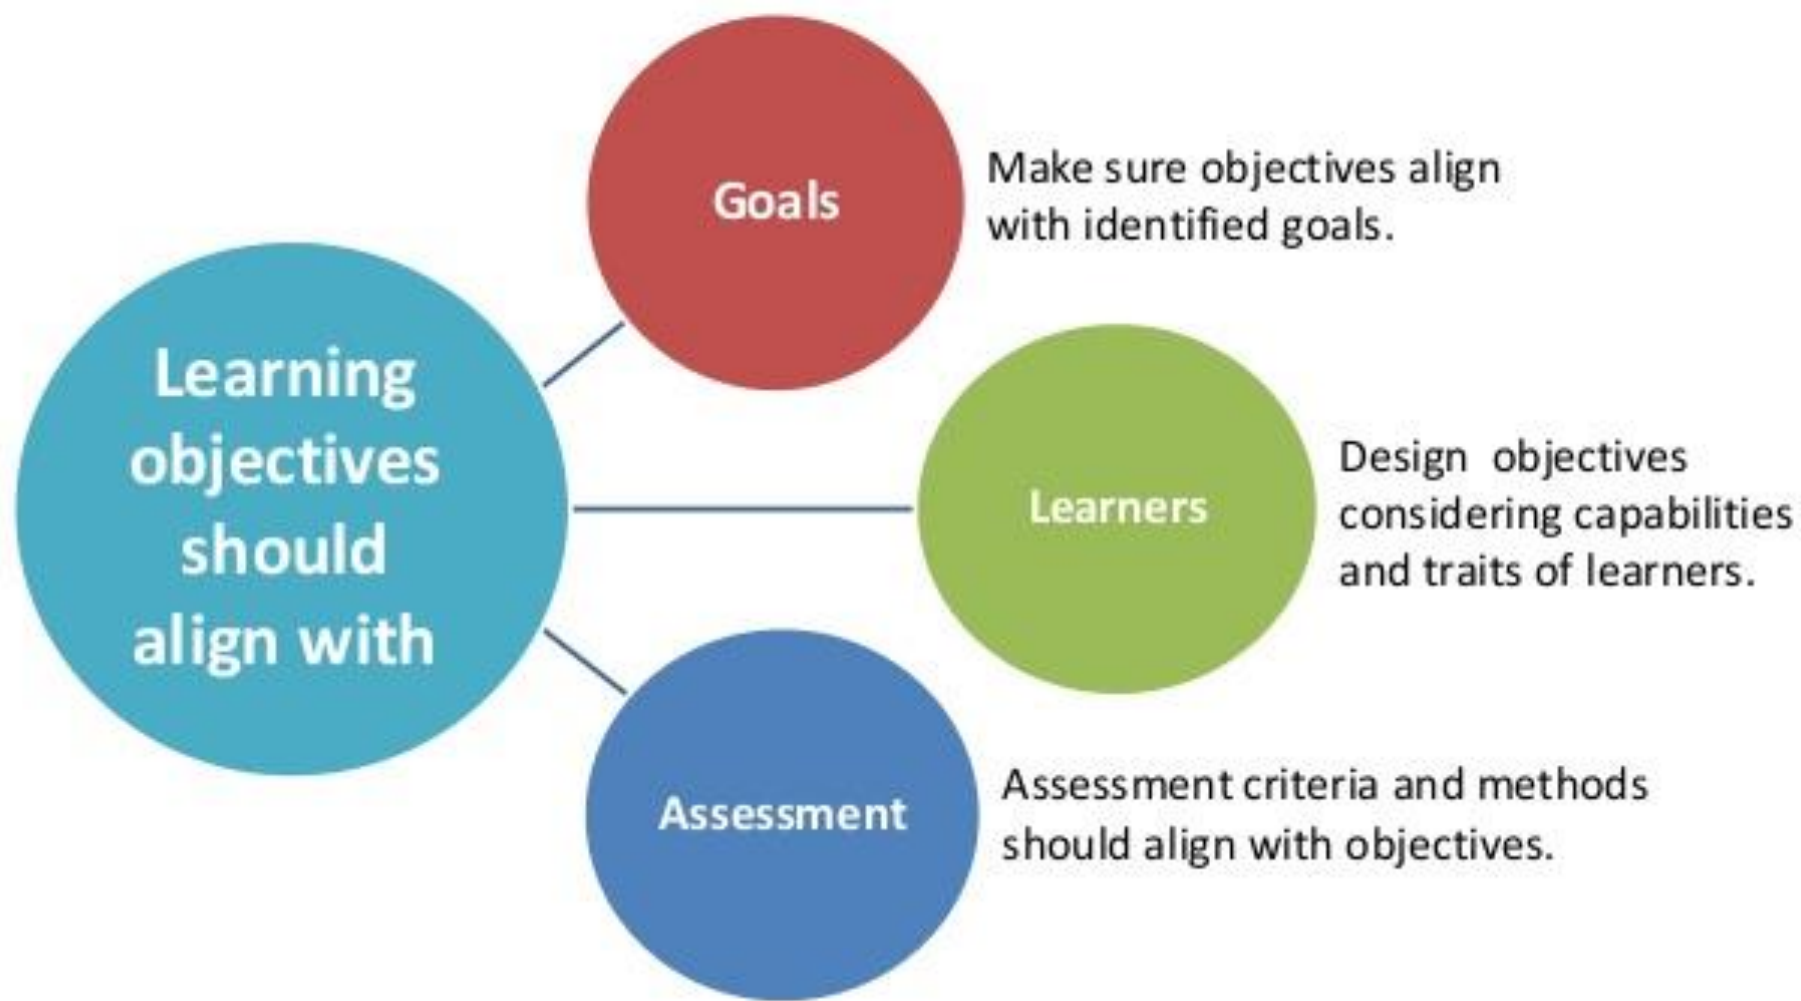 Learning
objectives
should
align with
Goals
Make sure objectives align
with identified goals.
Learners
Design objectives
considering capabilities
and traits of learners.
Assessment
Assessment criteria and methods
should align with objectives.